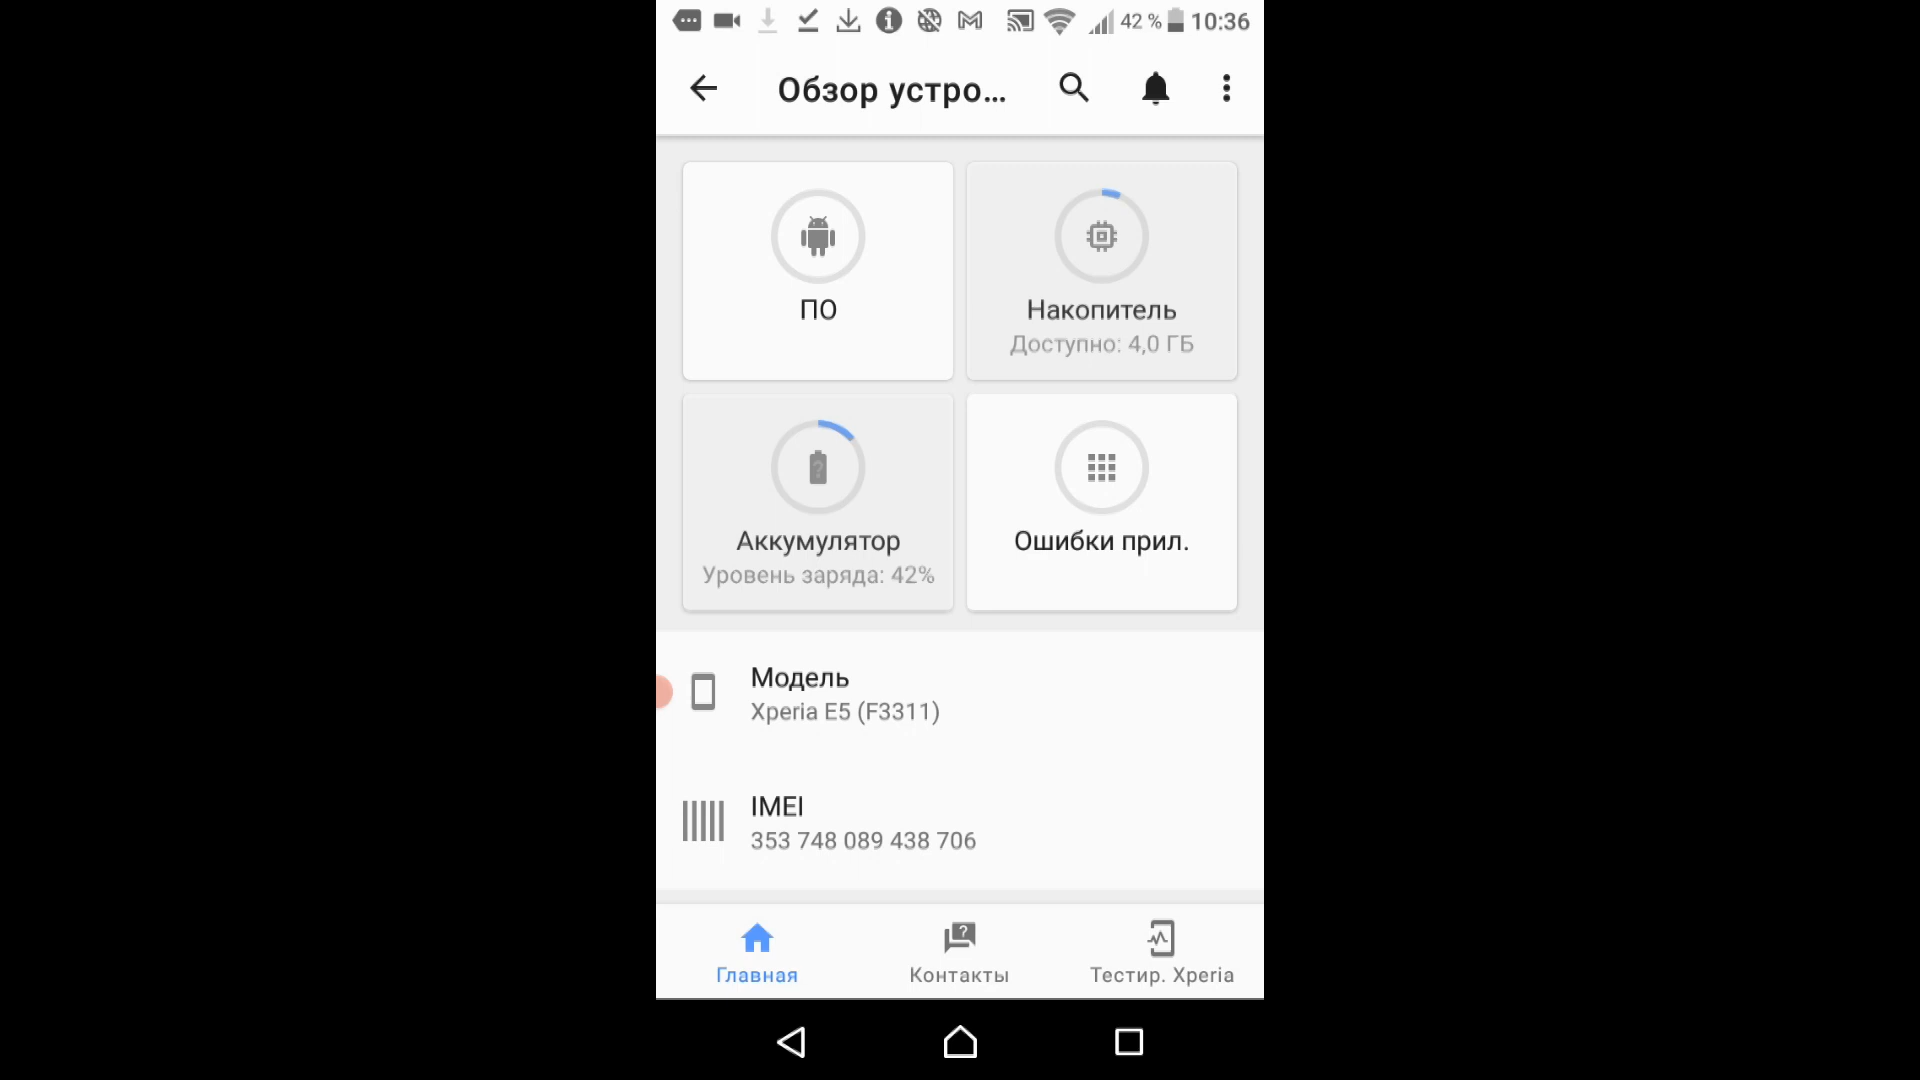 42 % 10:36
Обзор устро...
ПО
Накопитель
Доступно: 4,0 ГБ
Аккумулятор
Уровень заряда: 42%
Ошибки прил.
Модель
Xperia E5 (F3311)
IMEI
353 748 089 438 706
Главная
Контакты
Тестир. Xperia